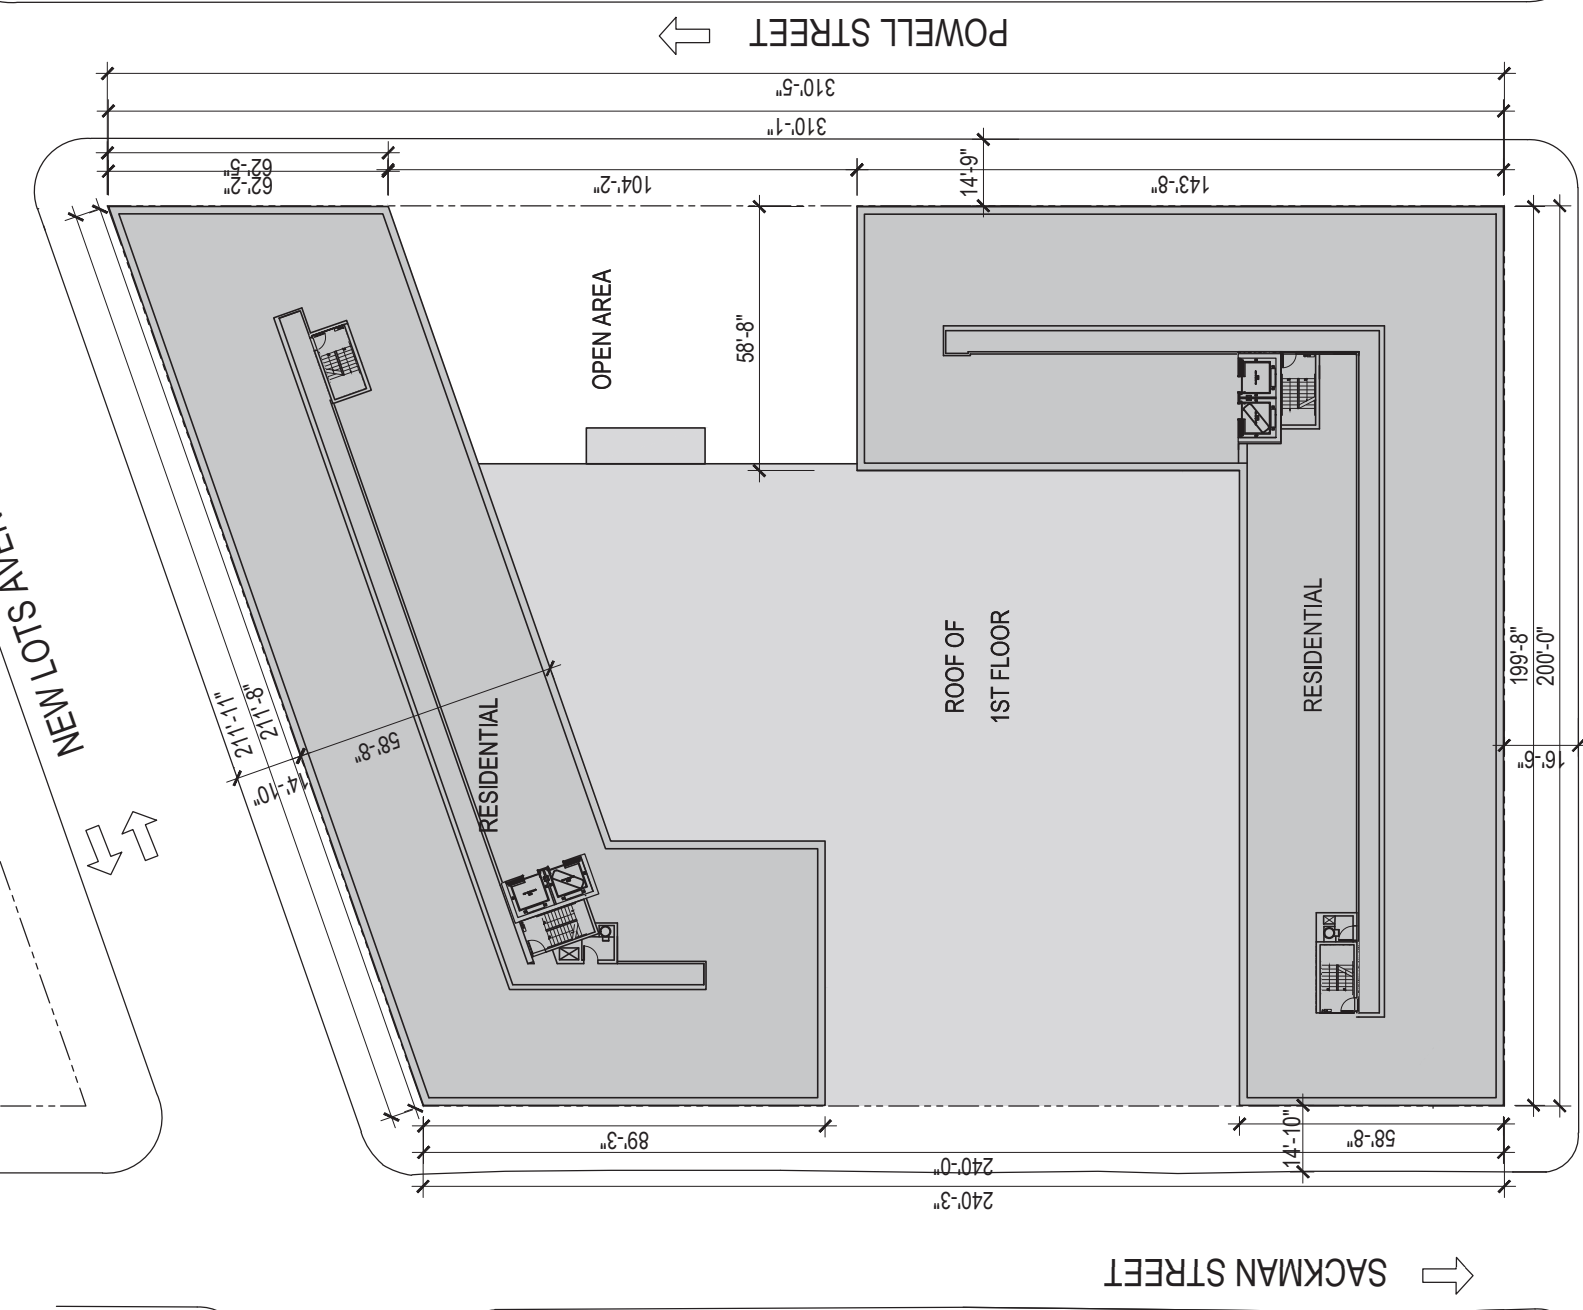 POWELL STREET
310'-5"
310'-1"
62'-5"
62'-2"
104'-2"
14'-9"
143'-8"
OPEN AREA
58'-8"
NEW LOTS
211'-11"
211'-8"
14'-10"
58'-8"
RESIDENTIAL
ROOF OF
1ST FLOOR
RESIDENTIAL
199'-8"
200'-0"
16'-6"
89'-3"
14'-10"
58'-8"
240'-0"
240'-3"
SACKMAN STREET